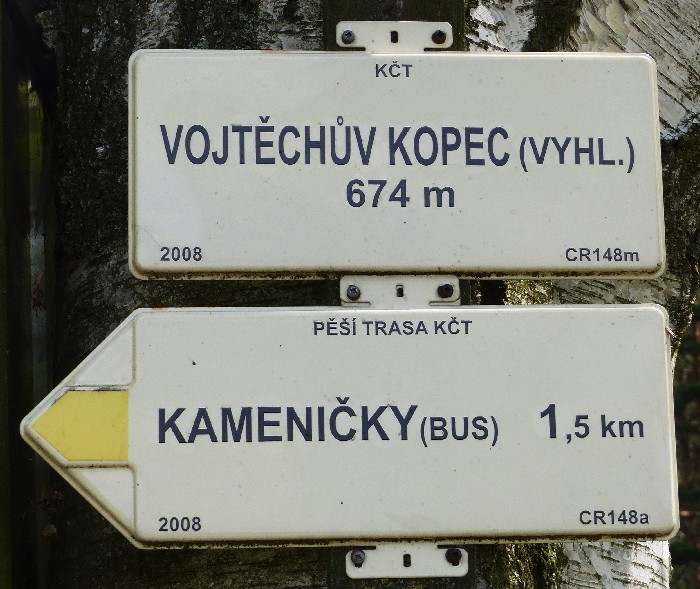 KČT
VOJTĚCHŮV KOPEC (VYHL.)
674 m
2008 CR148m
PĚŠÍ TRASA KČT
KAMENIČKY (BUS) 1,5 km
2008 CR148a